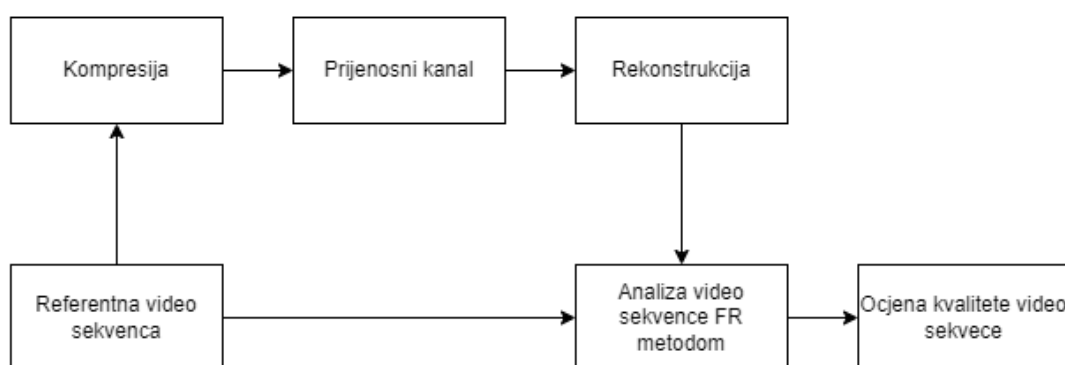 Kompresija
Prijenosni kanal
Rekonstrukcija
Referentna video
sekvenca
Analiza video
sekvence FR
metodom
Ocjena kvalitete video
sekvece